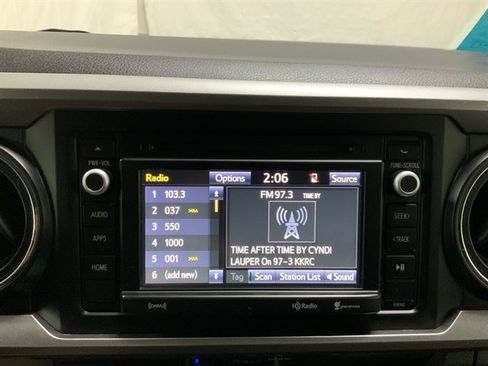 PWR•VOL
TUNE•SCROLL
Radio
Options
2:06
Source
1 103.3
2 037
3 550
4 1000
5 001
6 (add new)
FM 97.3 TIME BY
TIME AFTER TIME BY CYNDI
LAUPER On 97-3 KKRC
Tag
Scan
Station List
Sound
AUDIO
APPS
HOME
SEEK
TRACK
HD Radio